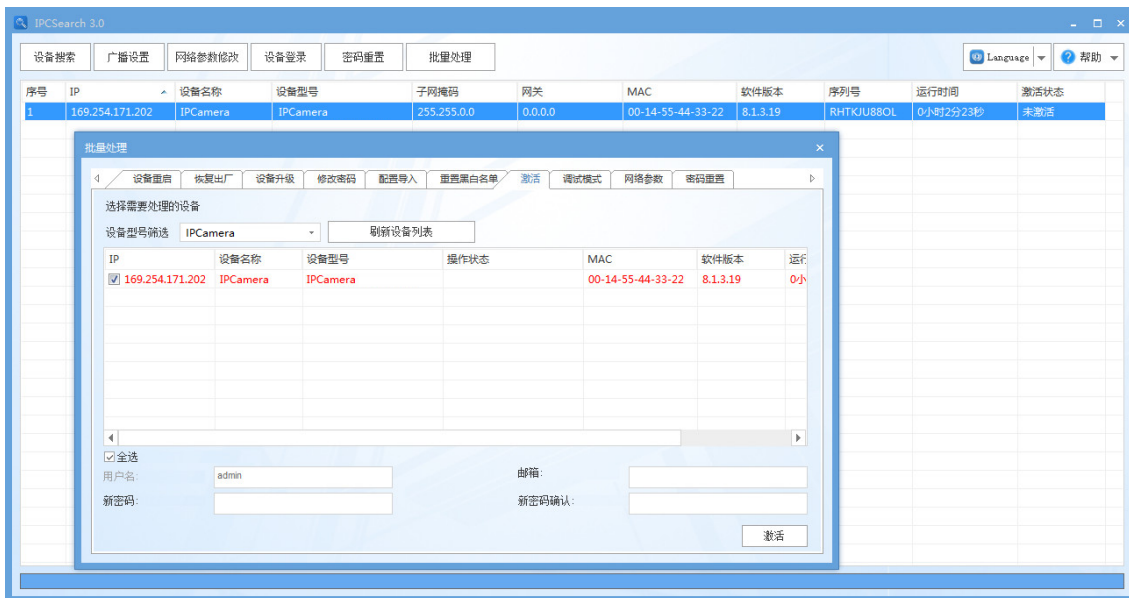 IPCSearch 3.0
设备搜索 广播设置 网络参数修改 设备登录 密码重置 批量处理 Language 帮助
序号 IP 设备名称 设备型号 子网掩码 网关 MAC 软件版本 序列号 运行时间 激活状态
1 169.254.171.202 IPCamera IPCamera 255.255.0.0 0.0.0.0 00-14-55-44-33-22 8.1.3.19 RHTKJU88OL 0小时2分23秒 未激活
批量处理
设备重启 恢复出厂 设备升级 修改密码 配置导入 重置黑白名单 激活 调试模式 网络参数 密码重置
选择需要处理的设备
设备型号筛选 IPCamera 刷新设备列表
IP 设备名称 设备型号 操作状态 MAC 软件版本 运行
169.254.171.202 IPCamera IPCamera 00-14-55-44-33-22 8.1.3.19 0小
全选
用户名: admin 邮箱:
新密码: 新密码确认:
激活